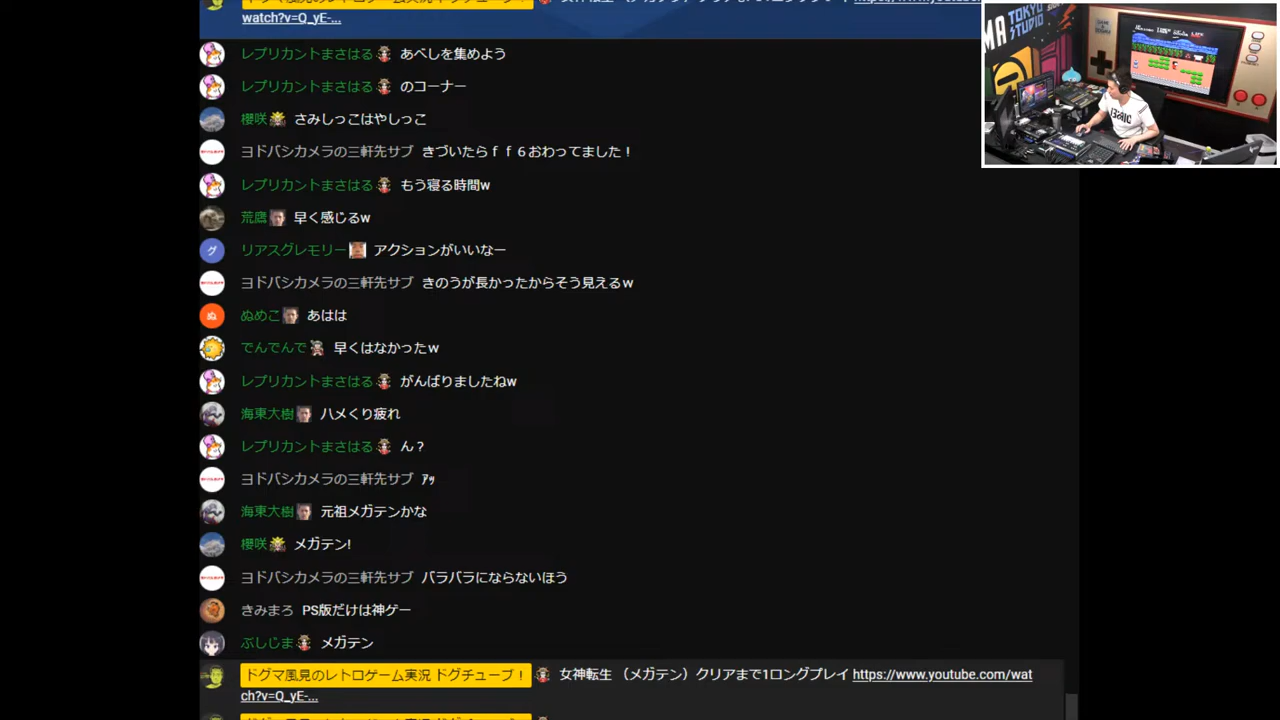 watch?v=Q_yE-...
レプリカントまさはる あべしを集めよう
レプリカントまさはる のコーナー
櫻咲 さみしっこはやしっこ
ヨドバシカメラの三軒先サブ きづいたらｆｆ６おわってました！
レプリカントまさはる もう寝る時間w
荒鷹 早く感じるw
グ リアスグレモリー アクションがいいなー
ヨドバシカメラの三軒先サブ きのうが長かったからそう見えるｗ
ぬ ぬめこ あはは
でんでんで 早くはなかったｗ
レプリカントまさはる がんばりましたねw
海東大樹 ハメくり疲れ
レプリカントまさはる ん？
ヨドバシカメラの三軒先サブ ｱｯ
海東大樹 元祖メガテンかな
櫻咲 メガテン!
ヨドバシカメラの三軒先サブ バラバラにならないほう
きみまろ PS版だけは神ゲー
ぶしじま メガテン
ドグマ風見のレトロゲーム実況 ドグチューブ！ 女神転生 （メガテン）クリアまで1ロングプレイ https://www.youtube.com/wat
ch?v=Q_yE-...
MA TOKYO
STUDIO